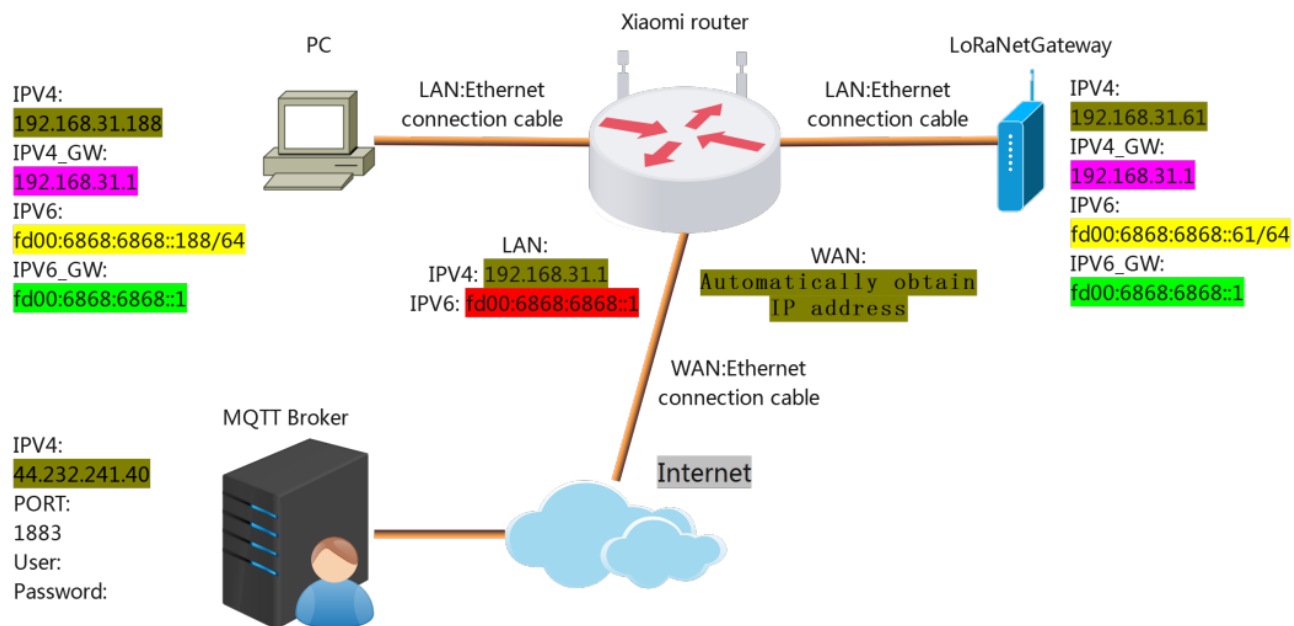 Xiaomi router
PC
LoRaNetGateway
LAN:Ethernet
connection cable
LAN:Ethernet
connection cable
IPV4:
192.168.31.188
IPV4_GW:
192.168.31.1
IPV6:
fd00:6868:6868::188/64
IPV6_GW:
fd00:6868:6868::1
IPV4:
192.168.31.61
IPV4_GW:
192.168.31.1
IPV6:
fd00:6868:6868::61/64
IPV6_GW:
fd00:6868:6868::1
LAN:
IPV4: 192.168.31.1
IPV6: fd00:6868:6868::1
WAN:
Automatically obtain
IP address
WAN:Ethernet
connection cable
MQTT Broker
IPV4:
44.232.241.40
PORT:
1883
User:
Password:
Internet